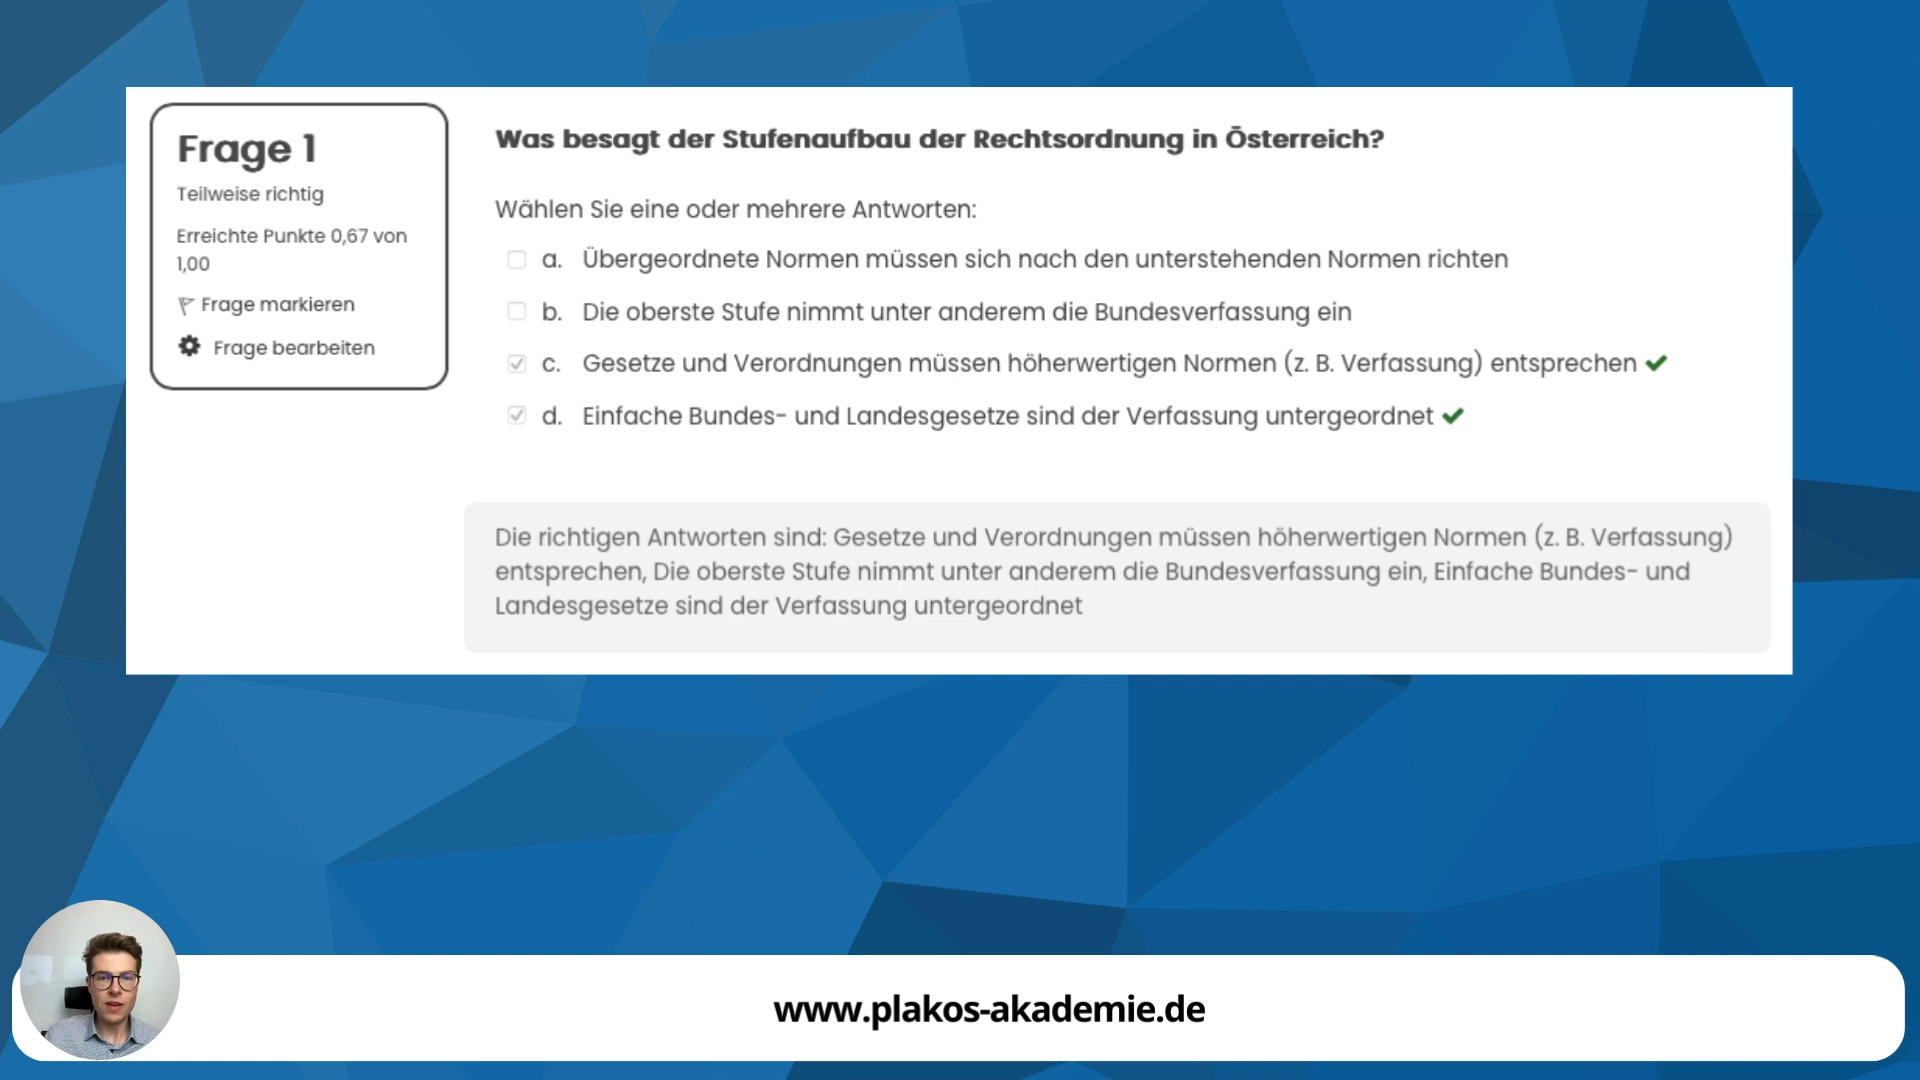 Frage 1
Teilweise richtig
Erreichte Punkte 0,67 von
1,00
Frage markieren
Frage bearbeiten
Was besagt der Stufenaufbau der Rechtsordnung in Österreich?
Wählen Sie eine oder mehrere Antworten:
a. Übergeordnete Normen müssen sich nach den unterstehenden Normen richten
b. Die oberste Stufe nimmt unter anderem die Bundesverfassung ein
c. Gesetze und Verordnungen müssen höherwertigen Normen (z. B. Verfassung) entsprechen
d. Einfache Bundes- und Landesgesetze sind der Verfassung untergeordnet
Die richtigen Antworten sind: Gesetze und Verordnungen müssen höherwertigen Normen (z. B. Verfassung)
entsprechen, Die oberste Stufe nimmt unter anderem die Bundesverfassung ein, Einfache Bundes- und
Landesgesetze sind der Verfassung untergeordnet
www.plakos-akademie.de